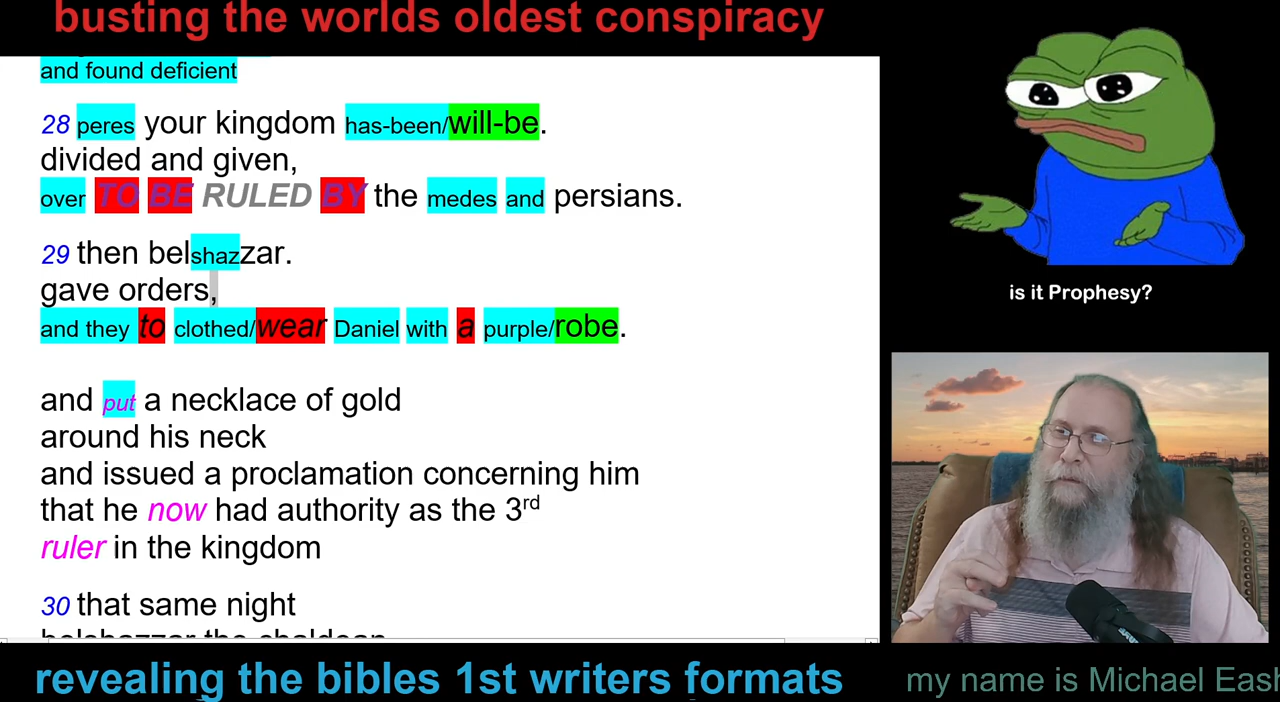 busting the worlds oldest conspiracy
and found deficient
28 peres your kingdom has-been/will-be.
divided and given,
over TO BE RULED BY the medes and persians.
29 then belshazzar.
gave orders,
and they to clothed/wear Daniel with a purple/robe.
and put a necklace of gold
around his neck
and issued a proclamation concerning him
that he now had authority as the 3rd
ruler in the kingdom
30 that same night
belshazzar the chaldean
is it Prophesy?
revealing the bibles 1st writers formats
my name is Michael Eash